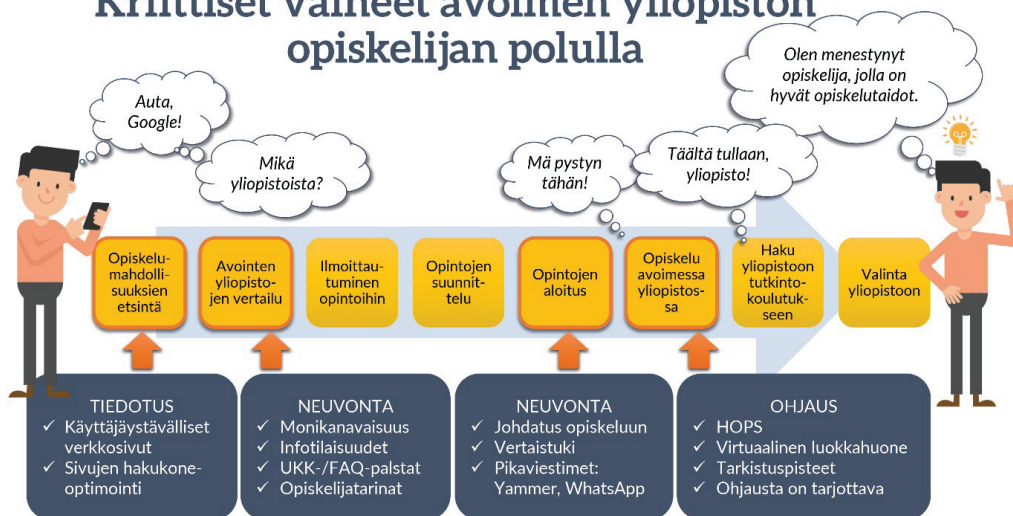 Kriittiset vaiheet avoimen yliopiston
opiskelijan polulla
Auta,
Google!
Mikä
yliopistoista?
Mä pystyn
tähän!
Täältä tullaan,
yliopisto!
Olen menestynyt
opiskelija, jolla on
hyvät opiskelutaidot.
Opiskelu-
mahdolli-
suuksien
etsintä
Avointen
yliopisto-
jen vertailu
Ilmoittau-
tuminen
opintoihin
Opintojen
suunnit-
telu
Opintojen
aloitus
Opiskelu
avoimessa
yliopistos-
sa
Haku
yliopistoon
tutkinto-
koulutuk-
seen
Valinta
yliopistoon
TIEDOTUS
✓ Käyttäjäystävälliset
verkkosivut
✓ Sivujen hakukone-
optimointi
NEUVONTA
✓ Monikanavaisuus
✓ Infotilaisuudet
✓ UKK-/FAQ-palstat
✓ Opiskelijatarinat
NEUVONTA
✓ Johdatus opiskeluun
✓ Vertaistuki
✓ Pikaviestimet:
Yammer, WhatsApp
OHJAUS
✓ HOPS
✓ Virtuaalinen luokkahuone
✓ Tarkistuspisteet
✓ Ohjausta on tarjottava